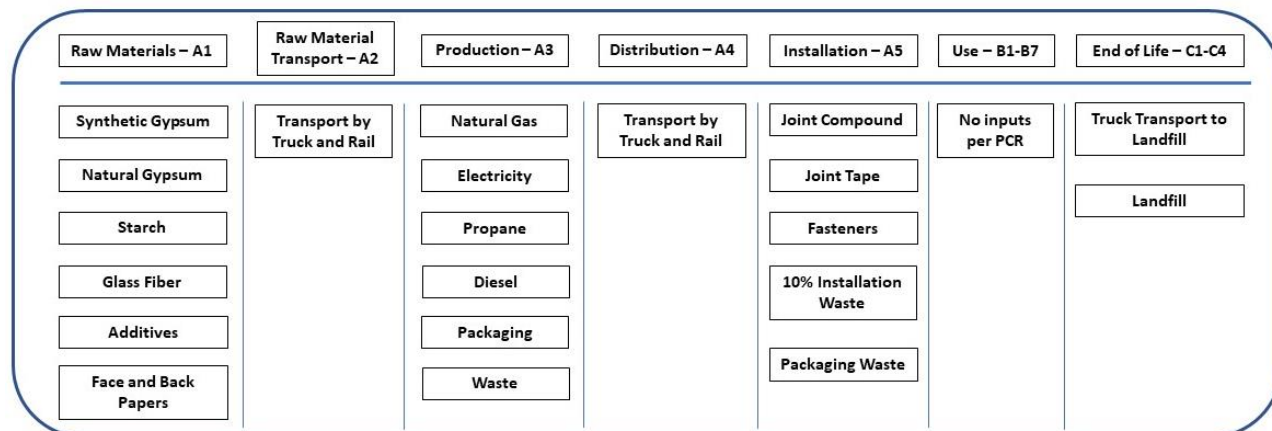 Raw Materials – A1
Raw Material
Transport – A2
Production – A3
Distribution – A4
Installation – A5
Use – B1-B7
End of Life – C1-C4
Synthetic Gypsum
Natural Gypsum
Starch
Glass Fiber
Additives
Face and Back
Papers
Transport by
Truck and Rail
Natural Gas
Electricity
Propane
Diesel
Packaging
Waste
Transport by
Truck and Rail
Joint Compound
Joint Tape
Fasteners
10% Installation
Waste
Packaging Waste
No inputs
per PCR
Truck Transport to
Landfill
Landfill